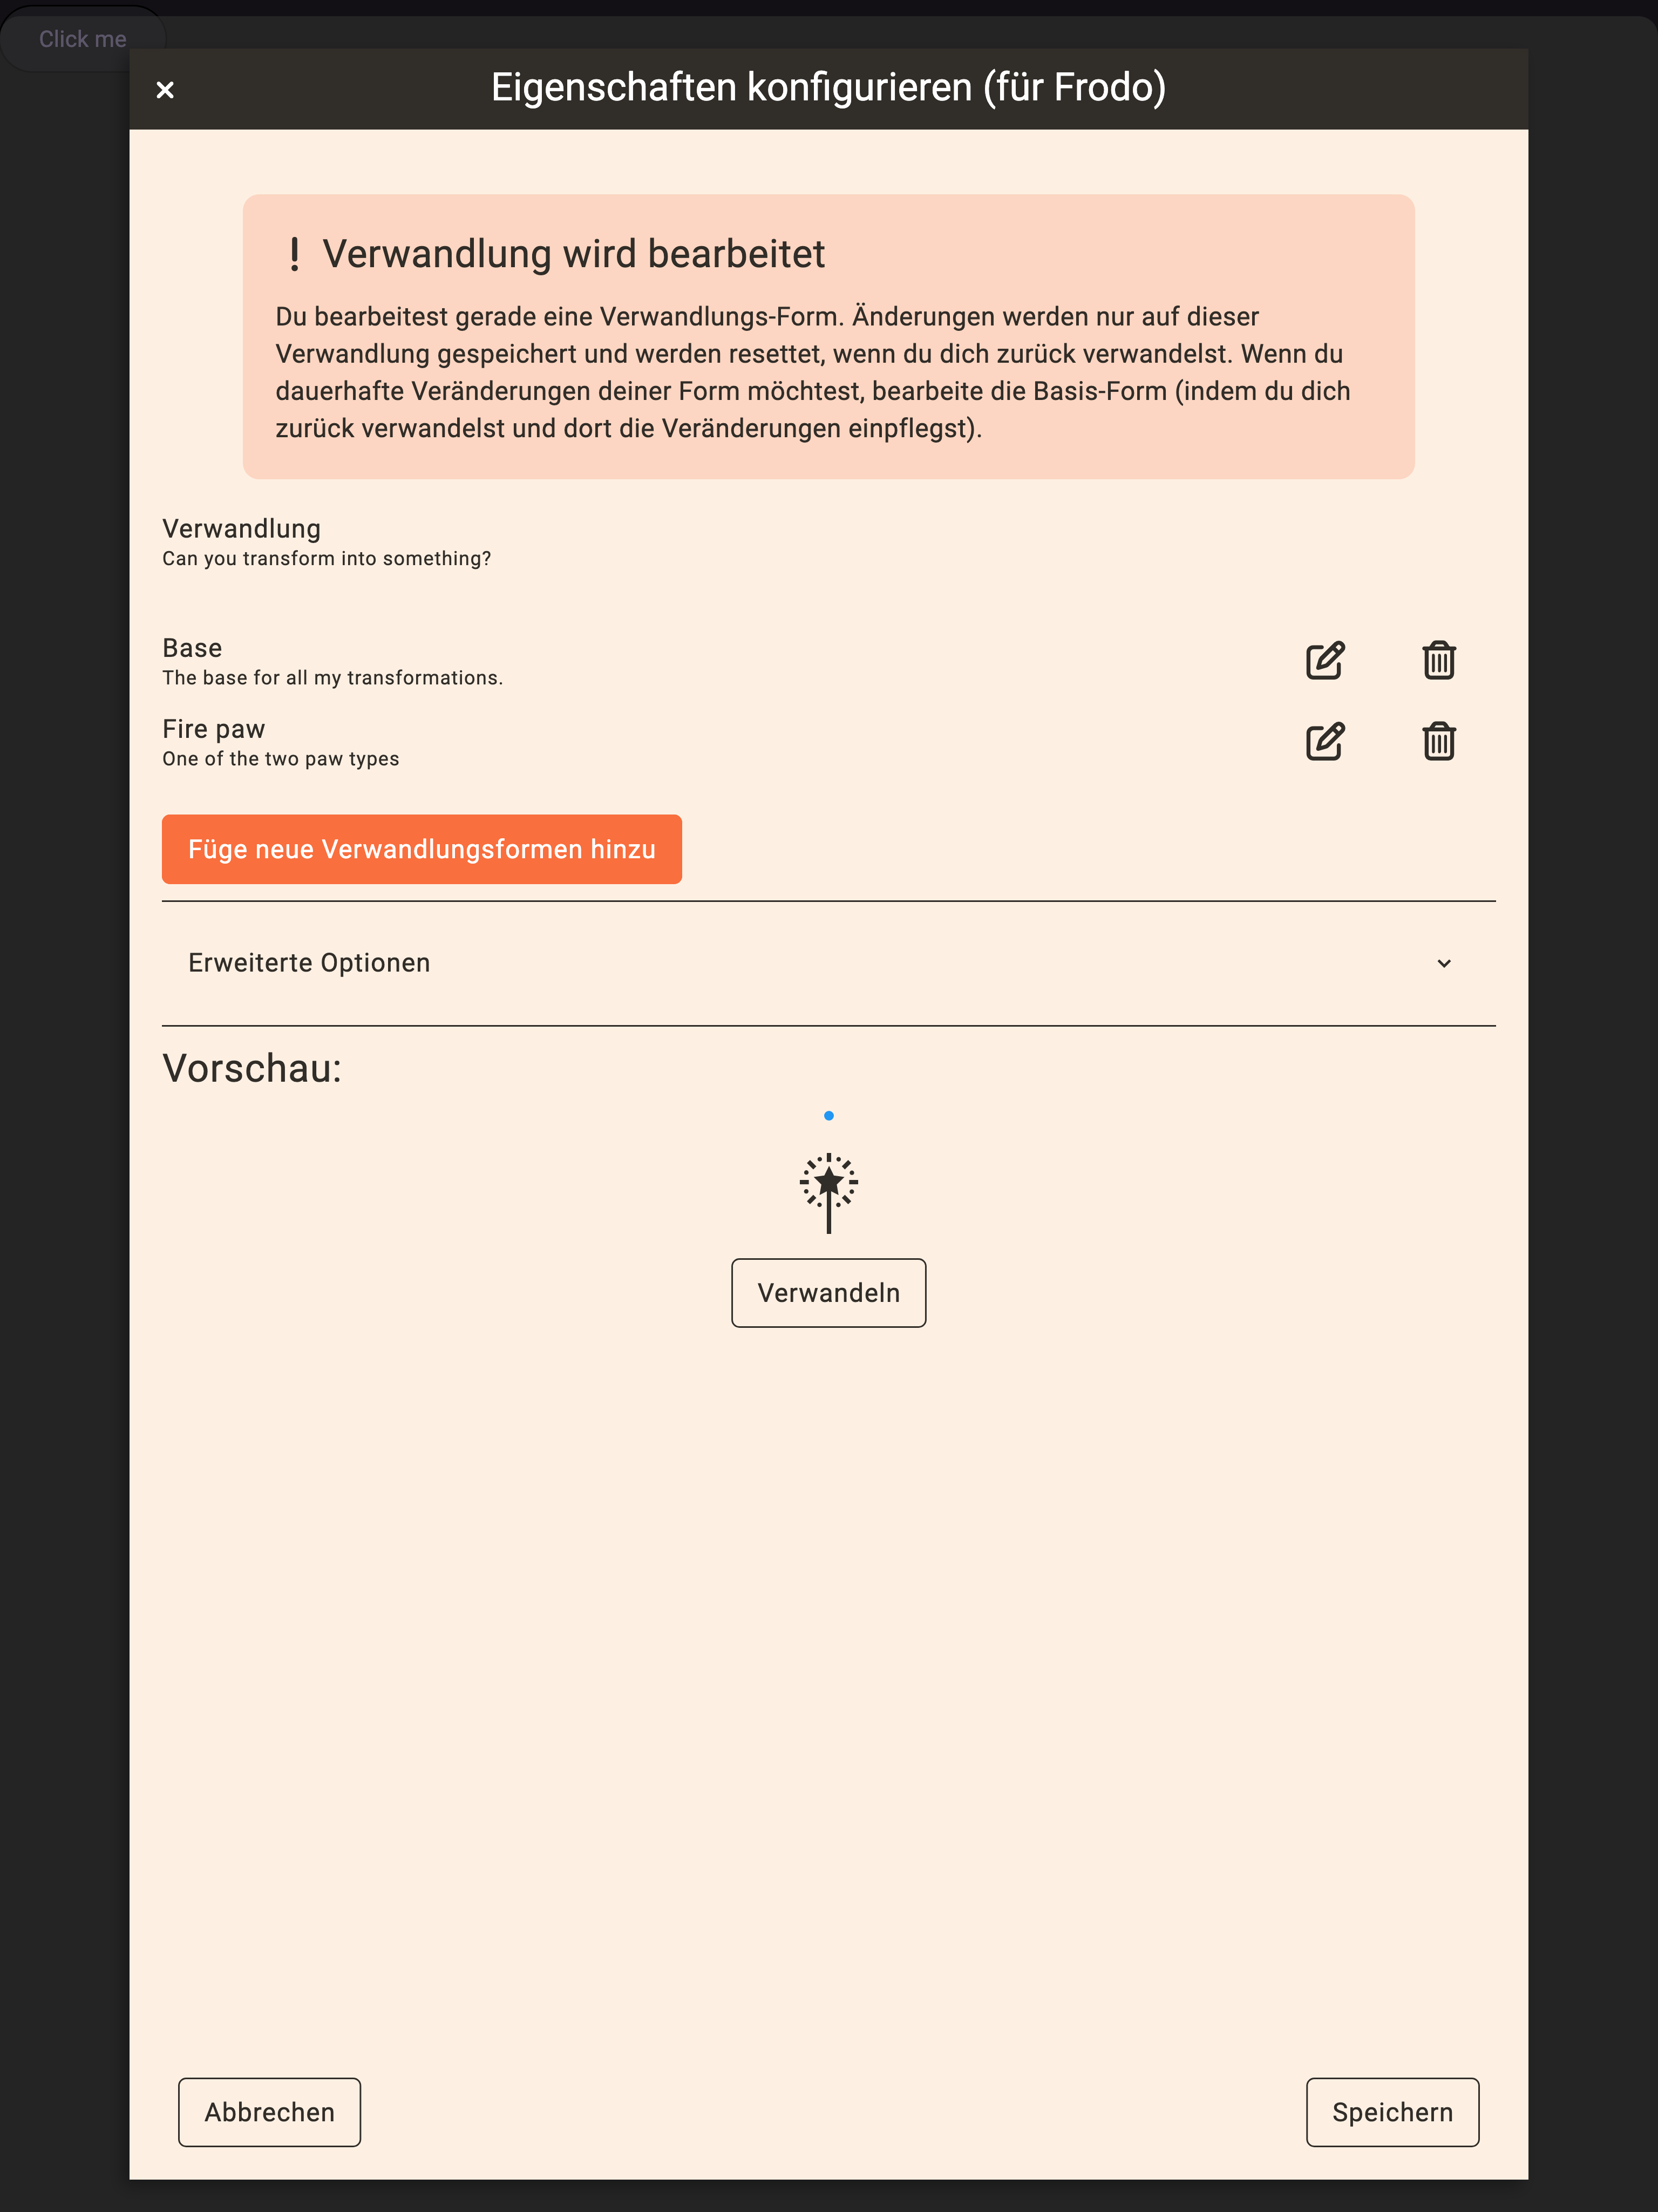 Click me
Eigenschaften konfigurieren (für Frodo)
Verwandlung wird bearbeitet
Du bearbeitest gerade eine Verwandlungs-Form. Änderungen werden nur auf dieser
Verwandlung gespeichert und werden resettet, wenn du dich zurück verwandelst. Wenn du
dauerhafte Veränderungen deiner Form möchtest, bearbeite die Basis-Form (indem du dich
zurück verwandelst und dort die Veränderungen einpflegst).
Verwandlung
Can you transform into something?
Base
The base for all my transformations.
Fire paw
One of the two paw types
Füge neue Verwandlungsformen hinzu
Erweiterte Optionen
Vorschau:
Verwandeln
Abbrechen
Speichern